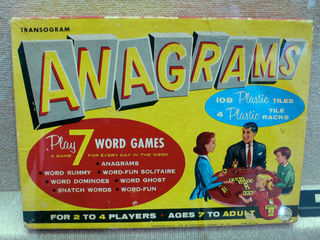 TRANSOGRAM
ANAGRAMS
108 Plastic TILES
4 Plastic TILE RACKS
Play 7 WORD GAMES
A GAME FOR EVERY DAY IN THE WEEK
• ANAGRAMS
• WORD RUMMY • WORD-FUN SOLITAIRE
• WORD DOMINOES • WORD GHOST
• SNATCH WORDS • WORD-FUN
FOR 2 TO 4 PLAYERS • AGES 7 TO ADULT